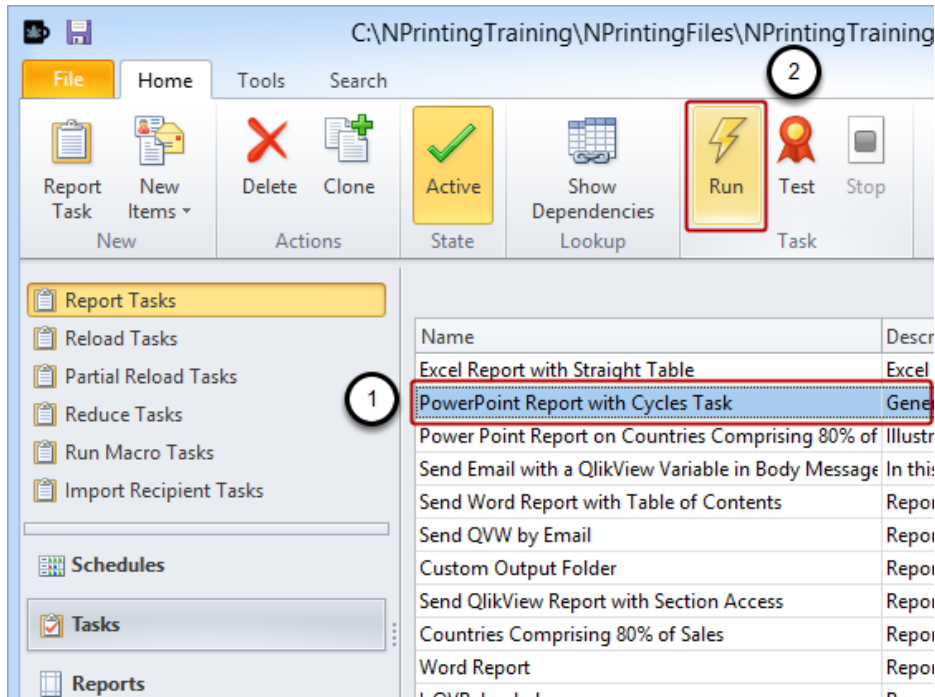 C:\NPrintingTraining\NPrintingFiles\NPrintingTraining
File Home Tools Search
2
Report Task
New Items
Delete
Clone
Active
Show Dependencies
Run
Test
Stop
New
Actions
State
Lookup
Task
Report Tasks
Reload Tasks
Partial Reload Tasks
Reduce Tasks
Run Macro Tasks
Import Recipient Tasks
Schedules
Tasks
Reports
1
Name Descr
Excel Report with Straight Table Excel
PowerPoint Report with Cycles Task Gene
Power Point Report on Countries Comprising 80% of Illustr
Send Email with a QlikView Variable in Body Message In this
Send Word Report with Table of Contents Repor
Send QVW by Email Repor
Custom Output Folder Repor
Send QlikView Report with Section Access Repor
Countries Comprising 80% of Sales Repor
Word Report Repor